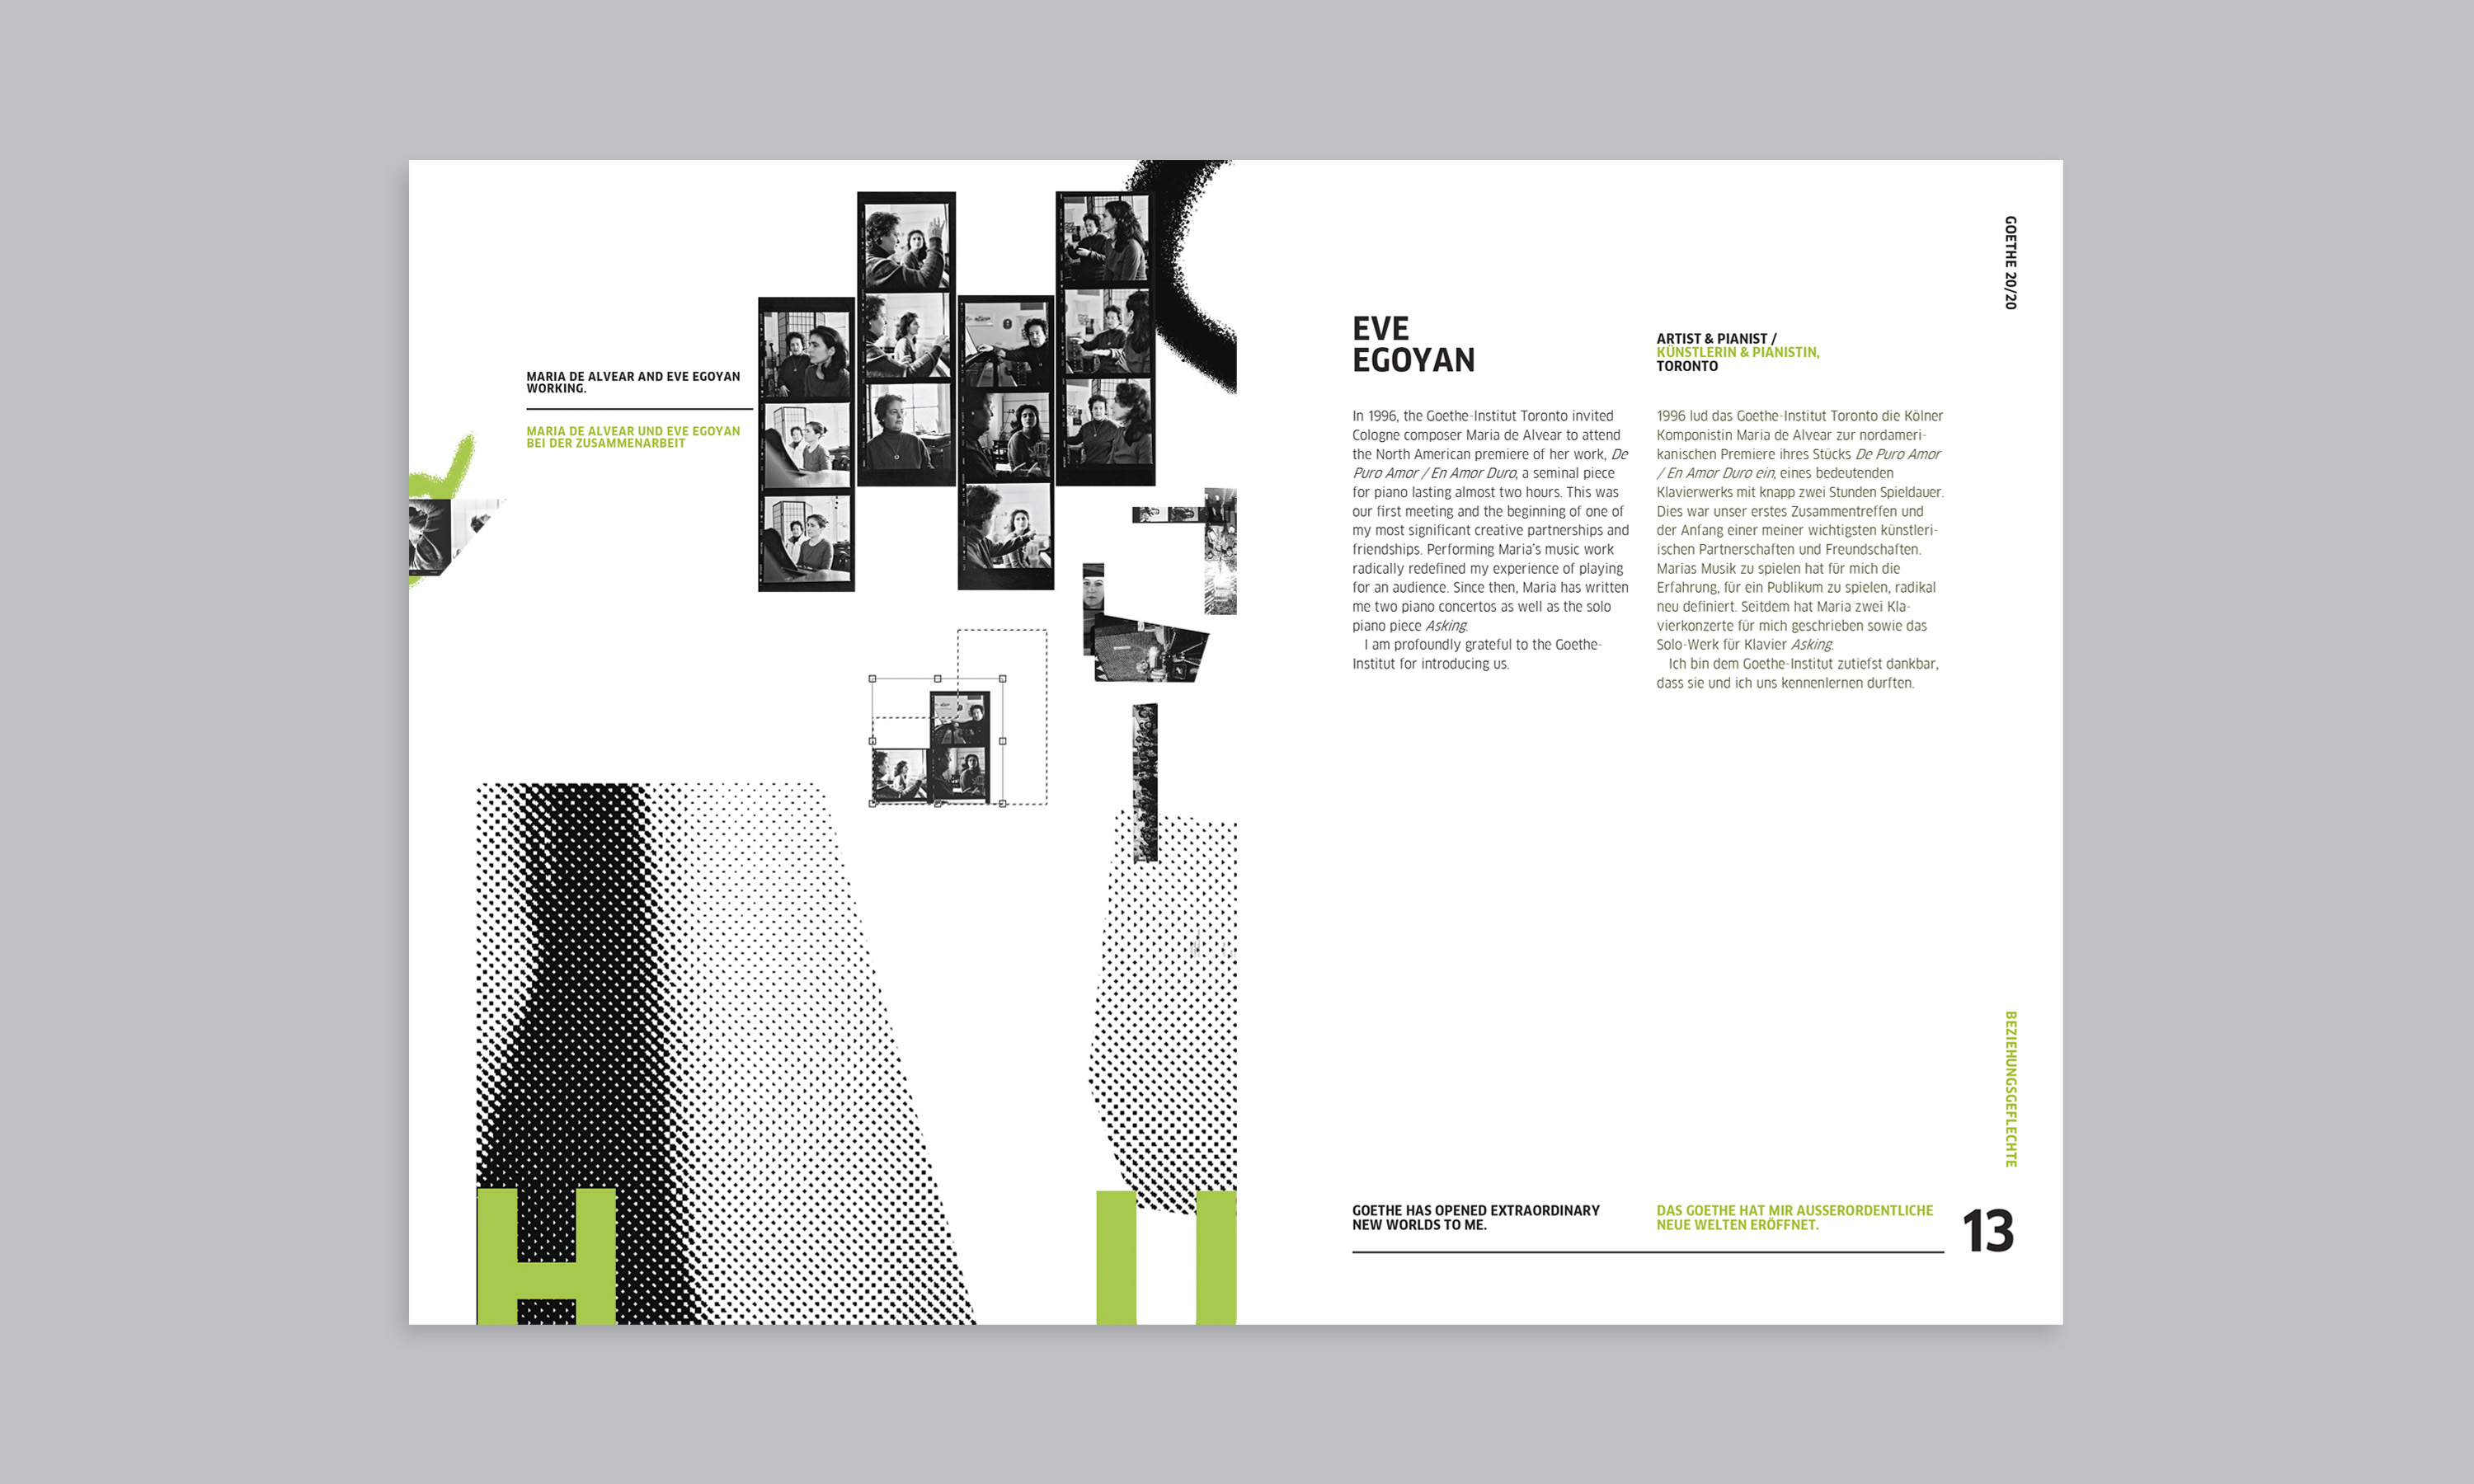 MARIA DE ALVEAR AND EVE EGOYAN
WORKING.
MARIA DE ALVEAR UND EVE EGOYAN
BEI DER ZUSAMMENARBEIT
H
GOETHE 20/20
EVE
EGOYAN
ARTIST & PIANIST /
KÜNSTLERIN & PIANISTIN,
TORONTO
In 1996, the Goethe-Institut Toronto invited
Cologne composer Maria de Alvear to attend
the North American premiere of her work, De
Puro Amor / En Amor Duro, a seminal piece
for piano lasting almost two hours. This was
our first meeting and the beginning of one of
my most significant creative partnerships and
friendships. Performing Maria's music work
radically redefined my experience of playing
for an audience. Since then, Maria has written
me two piano concertos as well as the solo
piano piece Asking.
I am profoundly grateful to the Goethe-
Institut for introducing us.
1996 lud das Goethe-Institut Toronto die Kölner
Komponistin Maria de Alvear zur nordameri-
kanischen Premiere ihres Stücks De Puro Amor
/ En Amor Duro ein, eines bedeutenden
Klavierwerks mit knapp zwei Stunden Spieldauer.
Dies war unser erstes Zusammentreffen und
der Anfang einer meiner wichtigsten künstleri-
ischen Partnerschaften und Freundschaften.
Marias Musik zu spielen hat für mich die
Erfahrung, für ein Publikum zu spielen, radikal
neu definiert. Seitdem hat Maria zwei Kla-
vierkonzerte für mich geschrieben sowie das
Solo-Werk für Klavier Asking.
Ich bin dem Goethe-Institut zutiefst dankbar,
dass sie und ich uns kennenlernen durften.
BEZIEHUNGSGEFLECHTE
GOETHE HAS OPENED EXTRAORDINARY
NEW WORLDS TO ME.
DAS GOETHE HAT MIR AUSSERORDENTLICHE
NEUE WELTEN ERÖFFNET.
13